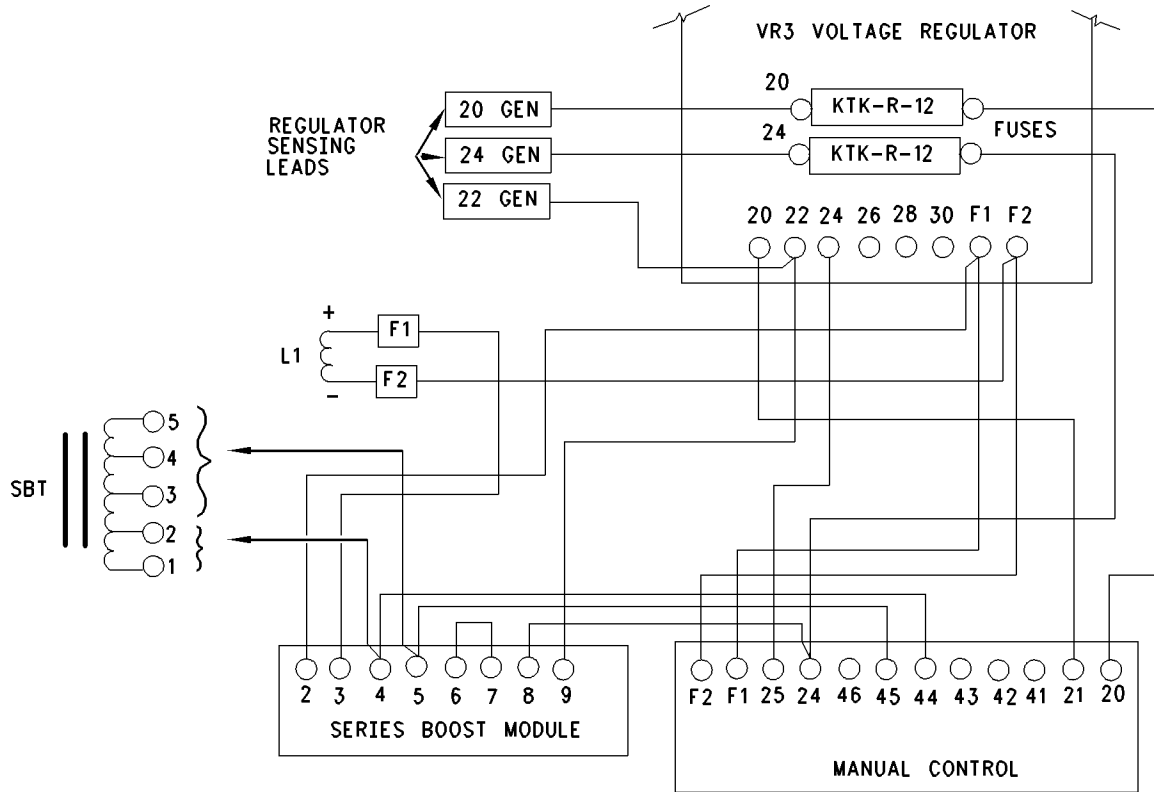 VR3 VOLTAGE REGULATOR
20
KTK-R-12
20 GEN
REGULATOR
SENSING
LEADS
24
KTK-R-12
FUSES
24 GEN
22 GEN
20 22 24 26 28 30 F1 F2
+
F1
L1
F2
-
5
4
3
2
1
SBT
2 3 4 5 6 7 8 9
SERIES BOOST MODULE
F2 F1 25 24 46 45 44 43 42 41 21 20
MANUAL CONTROL